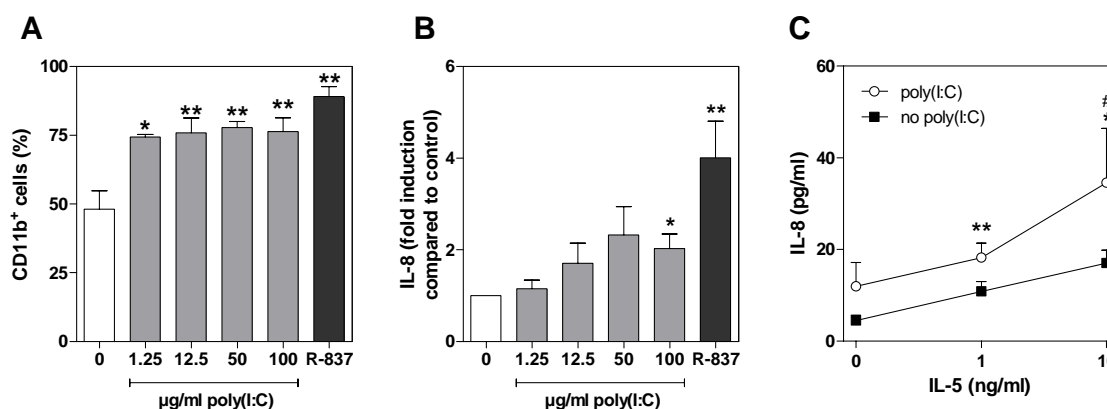 A
CD11b+ cells (%)
100
75
50
25
0
*
**
**
**
**
0 1.25 12.5 50 100 R-837
µg/ml poly(I:C)
B
IL-8 (fold induction
compared to control)
6
4
2
0
*
**
0 1.25 12.5 50 100 R-837
µg/ml poly(I:C)
C
IL-8 (pg/ml)
60
40
20
0
poly(I:C)
no poly(I:C)
**
0 1
IL-5 (ng/ml)